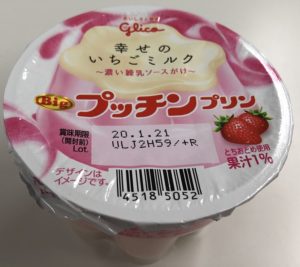 おいしさと健康
Glico
幸せの
いちごミルク
～濃い練乳ソースがけ～
Big
プッチンプリン
賞味期限
(開封前)
Lot.
20.1.21
ULJ2H59/+R
とちおとめ使用
果汁1%
デザインは
イメージです。
4518 5052